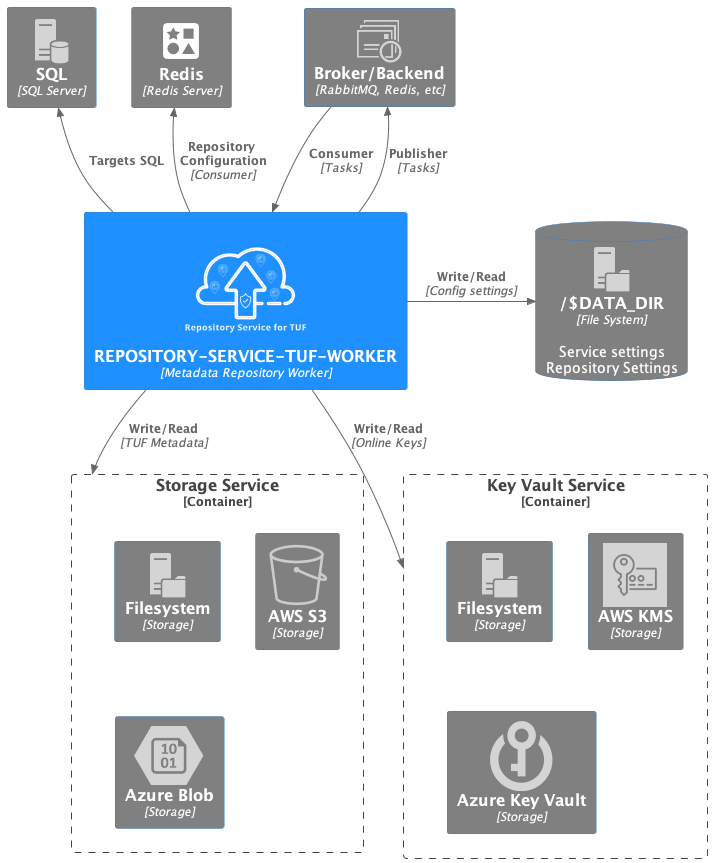 SQL
[SQL Server]
Redis
[Redis Server]
Broker/Backend
[RabbitMQ, Redis, etc]
Targets SQL
Repository
Configuration
[Consumer]
Consumer
[Tasks]
Publisher
[Tasks]
Repository Service for TUF
REPOSITORY-SERVICE-TUF-WORKER
[Metadata Repository Worker]
Write/Read
[Config settings]
/$DATA_DIR
[File System]
Service settings
Repository Settings
Write/Read
[TUF Metadata]
Write/Read
[Online Keys]
Storage Service
[Container]
Filesystem
[Storage]
AWS S3
[Storage]
10
01
Azure Blob
[Storage]
Key Vault Service
[Container]
Filesystem
[Storage]
AWS KMS
[Storage]
Azure Key Vault
[Storage]